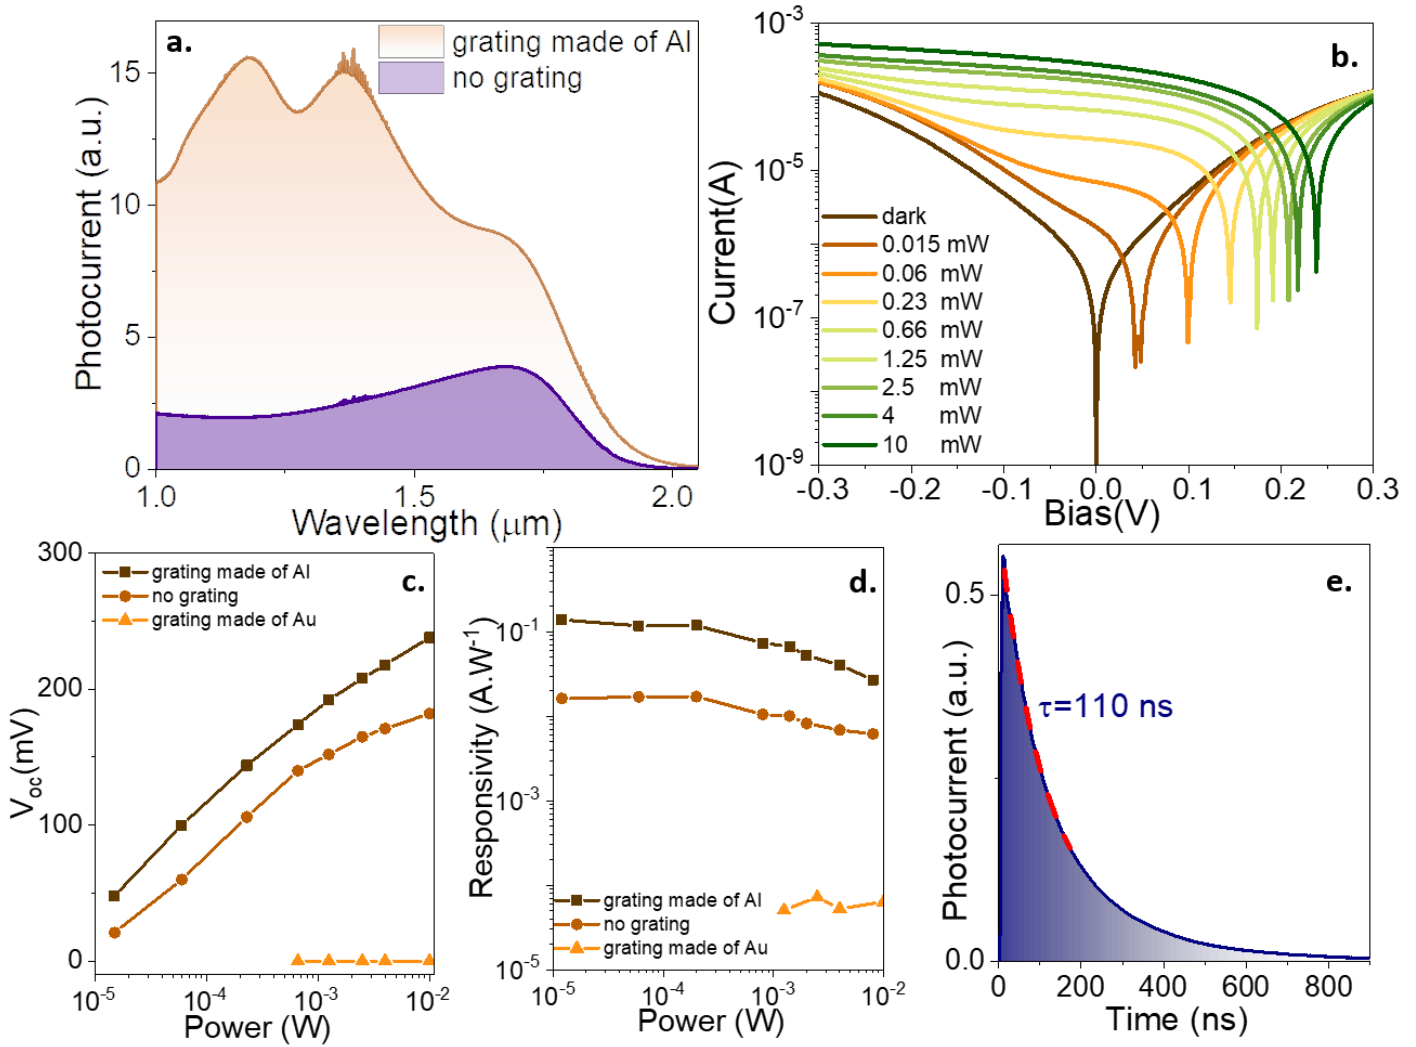 a.
grating made of Al
no grating
15
10
5
0
Photocurrent (a.u.)
1.0
1.5
2.0
Wavelength (μm)
b.
10⁻³
10⁻⁵
10⁻⁷
10⁻⁹
Current(A)
dark
0.015 mW
0.06 mW
0.23 mW
0.66 mW
1.25 mW
2.5 mW
4 mW
10 mW
-0.3
-0.2
-0.1
0.0
0.1
0.2
0.3
Bias(V)
c.
grating made of Al
no grating
grating made of Au
300
200
100
0
Voc(mV)
10⁻⁵
10⁻⁴
10⁻³
10⁻²
Power (W)
d.
10⁻¹
10⁻³
10⁻⁵
Responsivity (A.W⁻¹)
grating made of Al
no grating
grating made of Au
10⁻⁵
10⁻⁴
10⁻³
10⁻²
Power (W)
e.
0.5
0.0
Photocurrent (a.u.)
τ=110 ns
0
200
400
600
800
Time (ns)